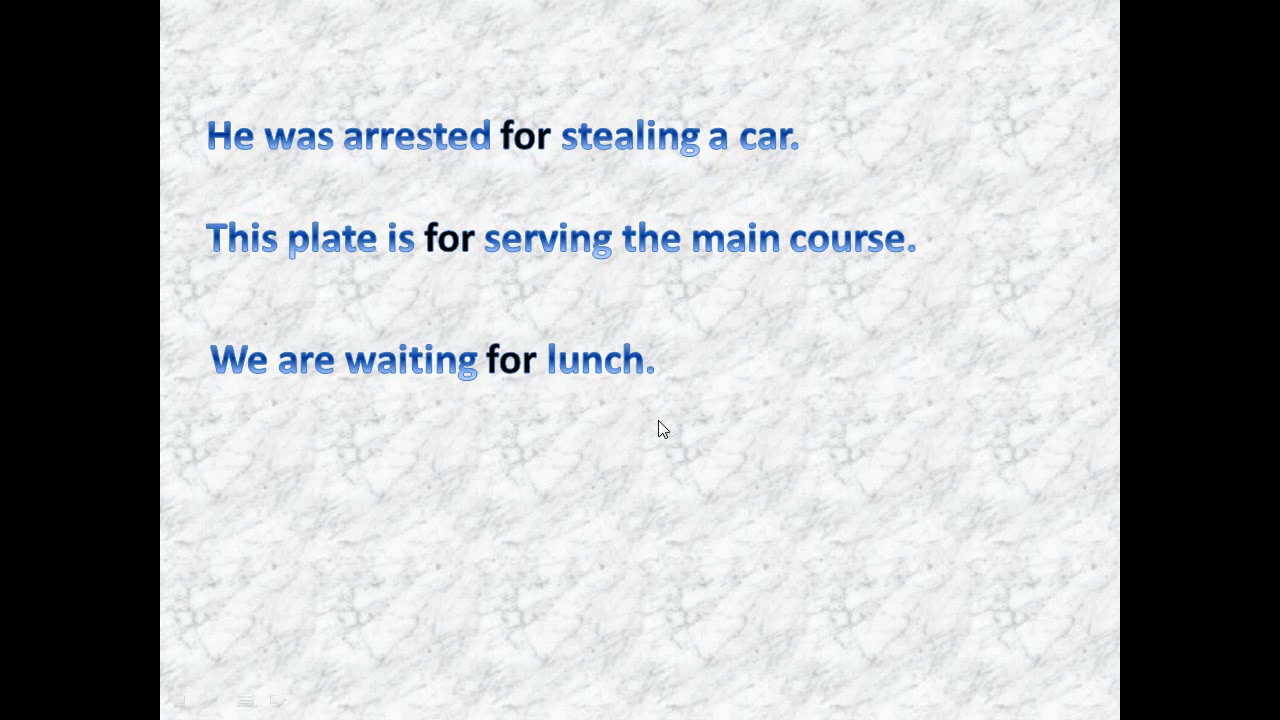 He was arrested for stealing a car.
This plate is for serving the main course.
We are waiting for lunch.